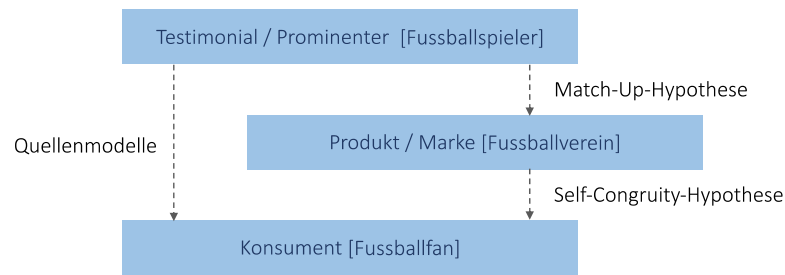 Testimonial / Prominenter [Fussballspieler]
Match-Up-Hypothese
Quellenmodelle
Produkt / Marke [Fussballverein]
Self-Congruity-Hypothese
Konsument [Fussballfan]